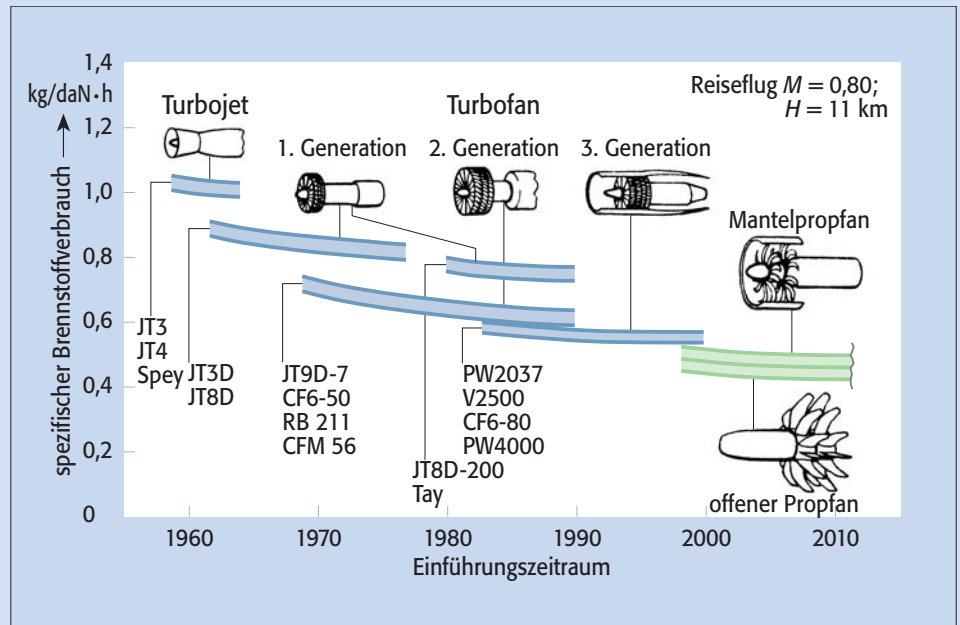 1,4
kg/daN·h
1,2
1,0
0,8
0,6
0,4
0,2
0
spezifischer Brennstoffverbrauch
Reiseflug M = 0,80;
H = 11 km
Turbojet
Turbofan
1. Generation
2. Generation
3. Generation
Mantelpropfan
JT3
JT4
Spey
JT3D
JT8D
JT9D-7
CF6-50
RB 211
CFM 56
JT8D-200
Tay
PW2037
V2500
CF6-80
PW4000
offener Propfan
1960
1970
1980
1990
2000
2010
Einführungszeitraum